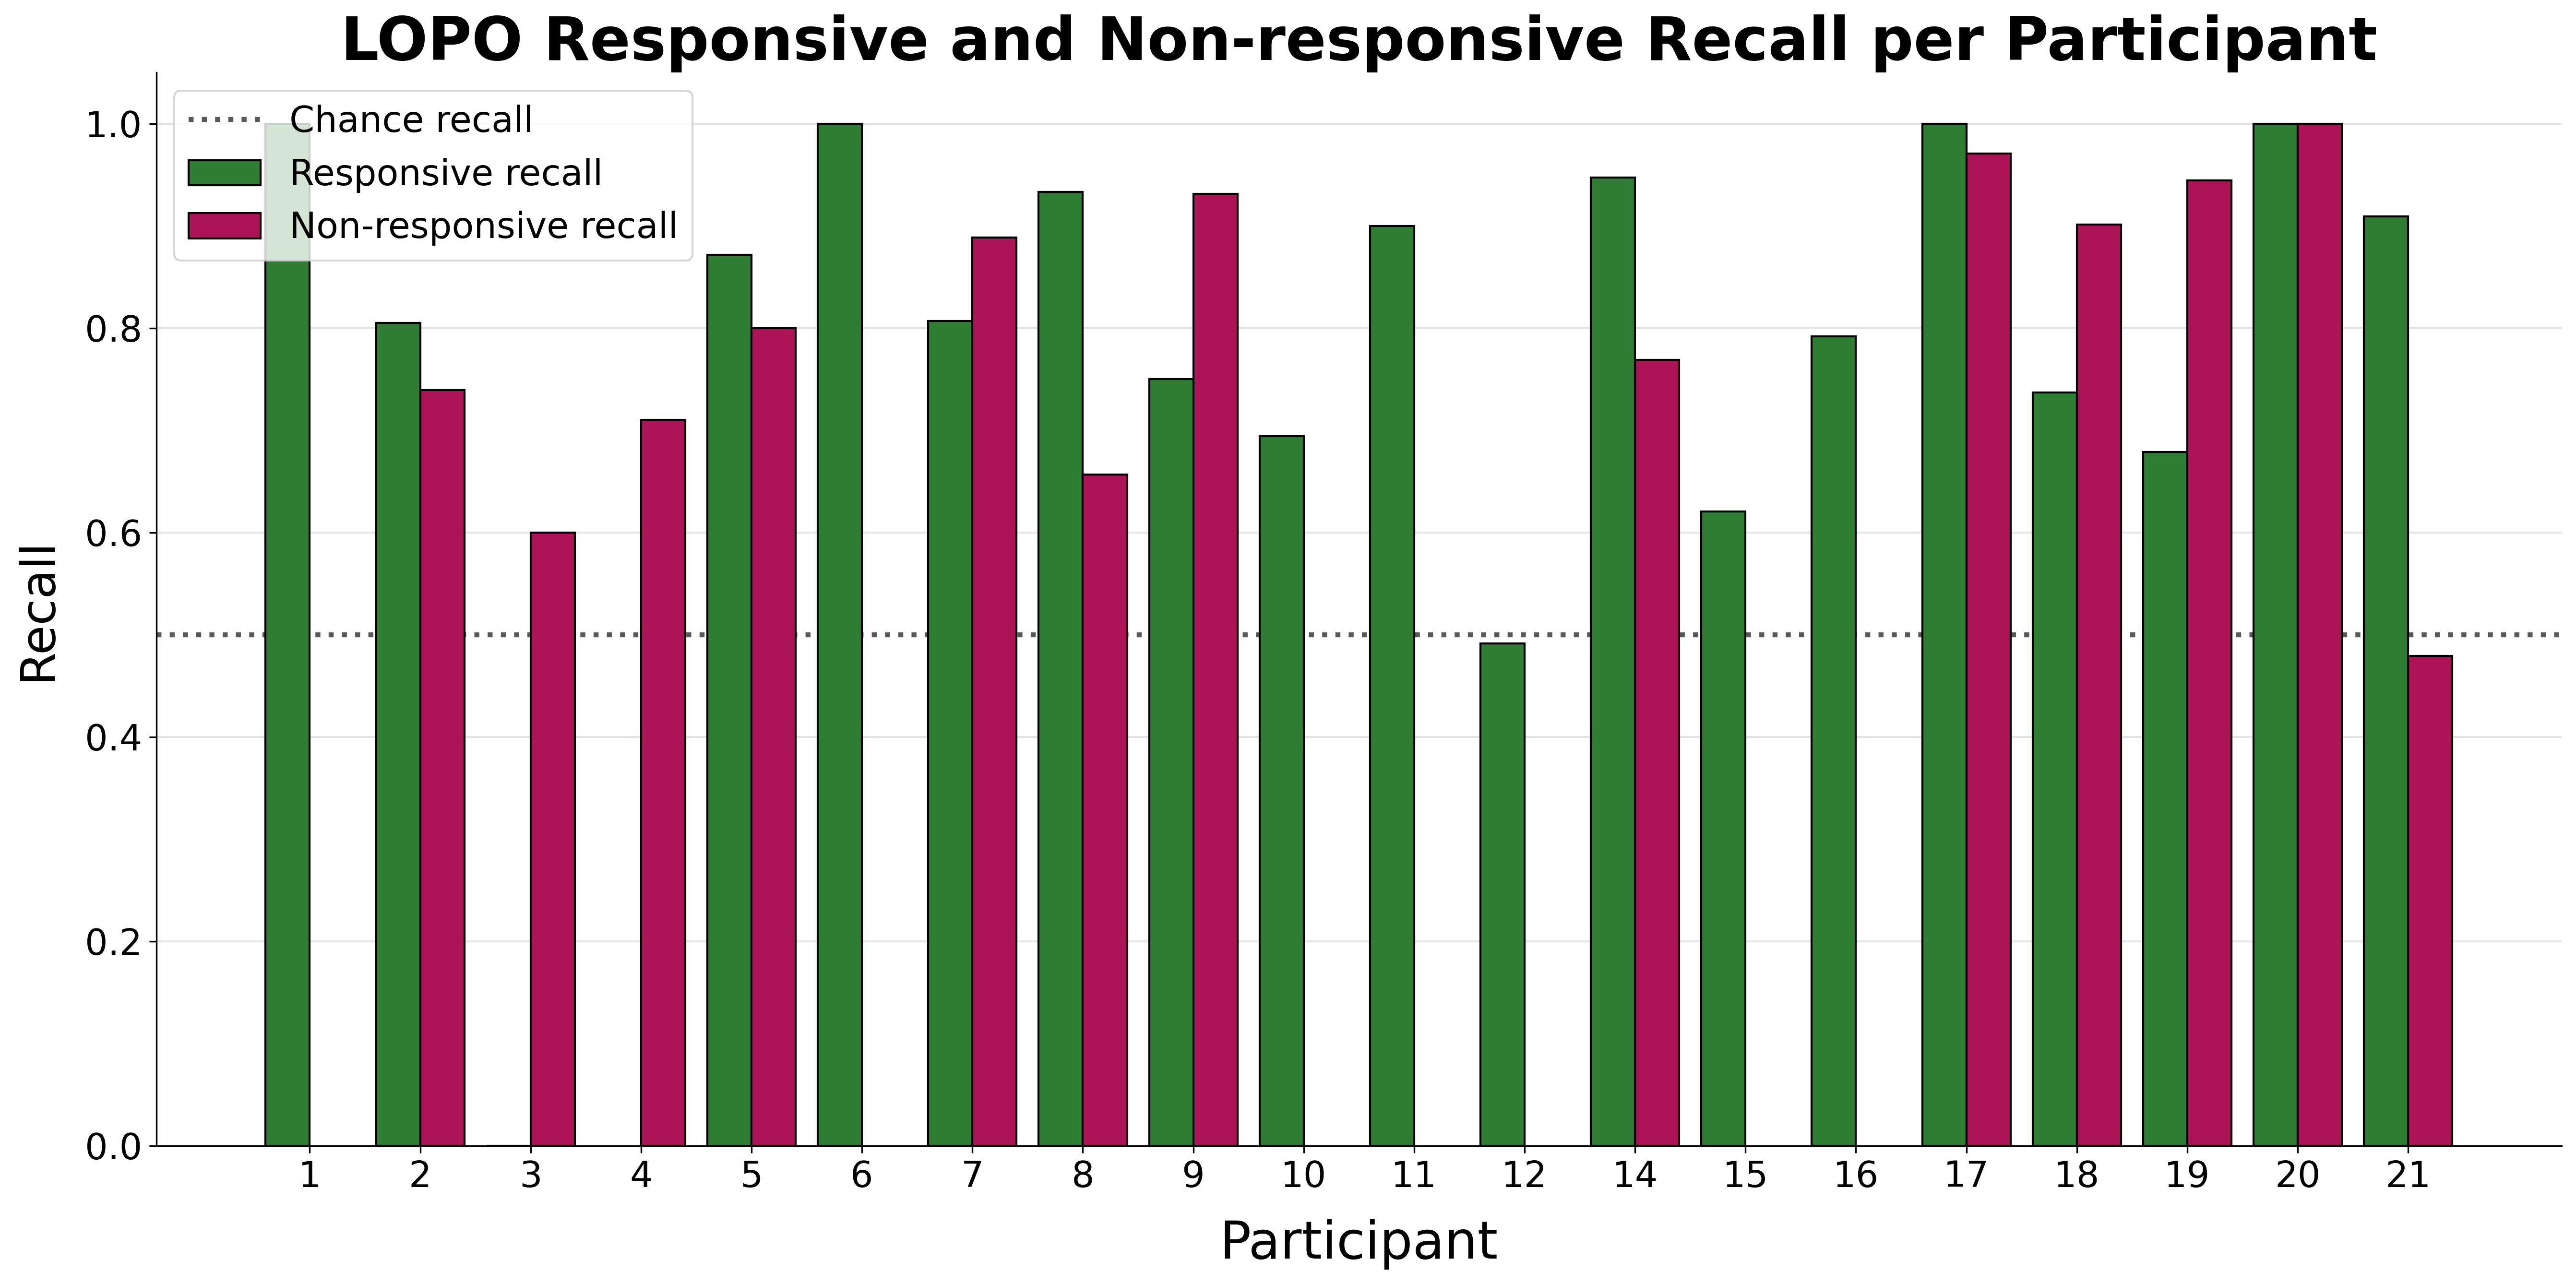 LOPO Responsive and Non-responsive Recall per Participant
Chance recall
Responsive recall
Non-responsive recall
1.0
0.8
0.6
0.4
0.2
0.0
Recall
1 2 3 4 5 6 7 8 9 10 11 12 14 15 16 17 18 19 20 21
Participant